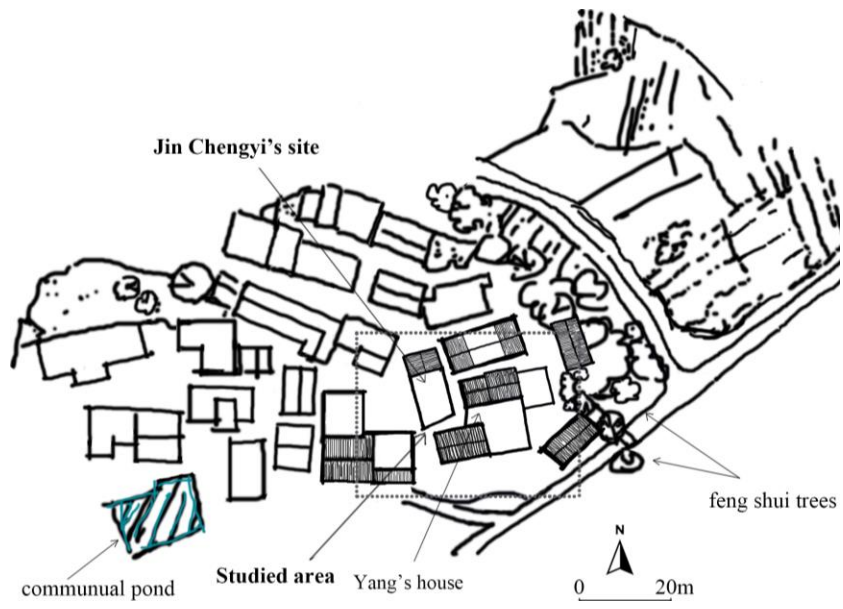 Jin Chengyi's site
feng shui trees
Studied area
Yang's house
communual pond
N
0 20m